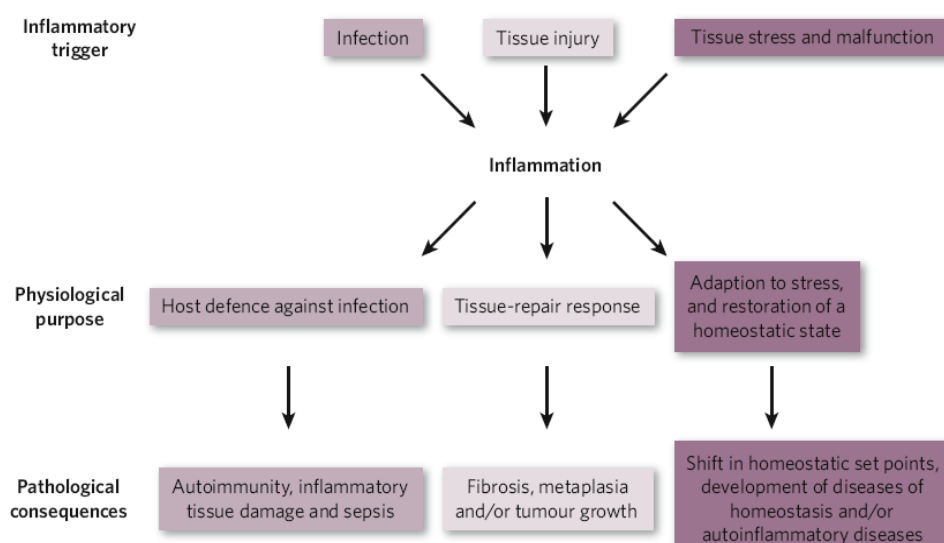 Inflammatory
trigger
Infection
Tissue injury
Tissue stress and malfunction
Inflammation
Physiological
purpose
Host defence against infection
Tissue-repair response
Adaption to stress,
and restoration of a
homeostatic state
Pathological
consequences
Autoimmunity, inflammatory
tissue damage and sepsis
Fibrosis, metaplasia
and/or tumour growth
Shift in homeostatic set points,
development of diseases of
homeostasis and/or
autoinflammatory diseases